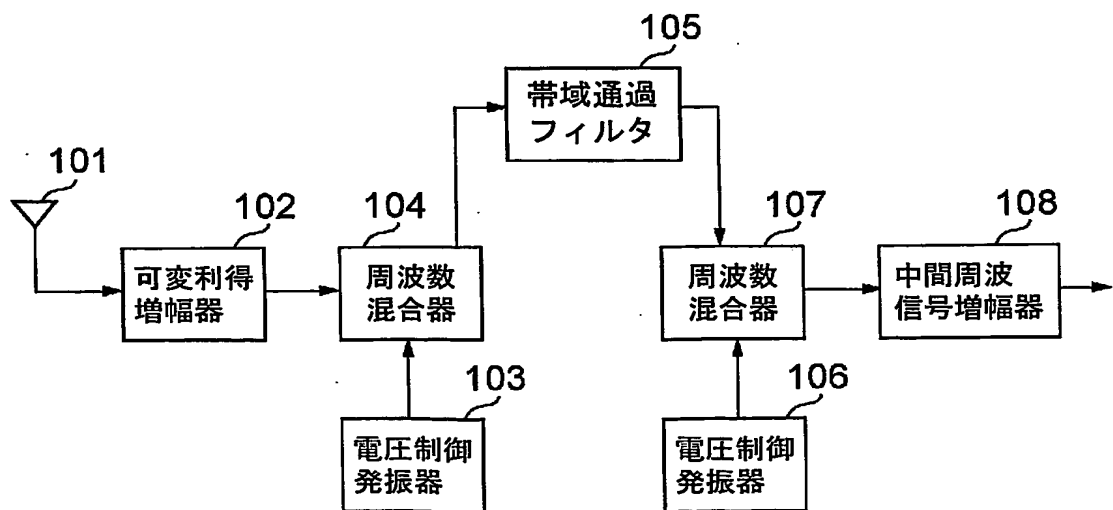 105
帯域通過
フィルタ
101
102
104
107
108
可変利得
増幅器
周波数
混合器
周波数
混合器
中間周波
信号増幅器
103
106
電圧制御
発振器
電圧制御
発振器